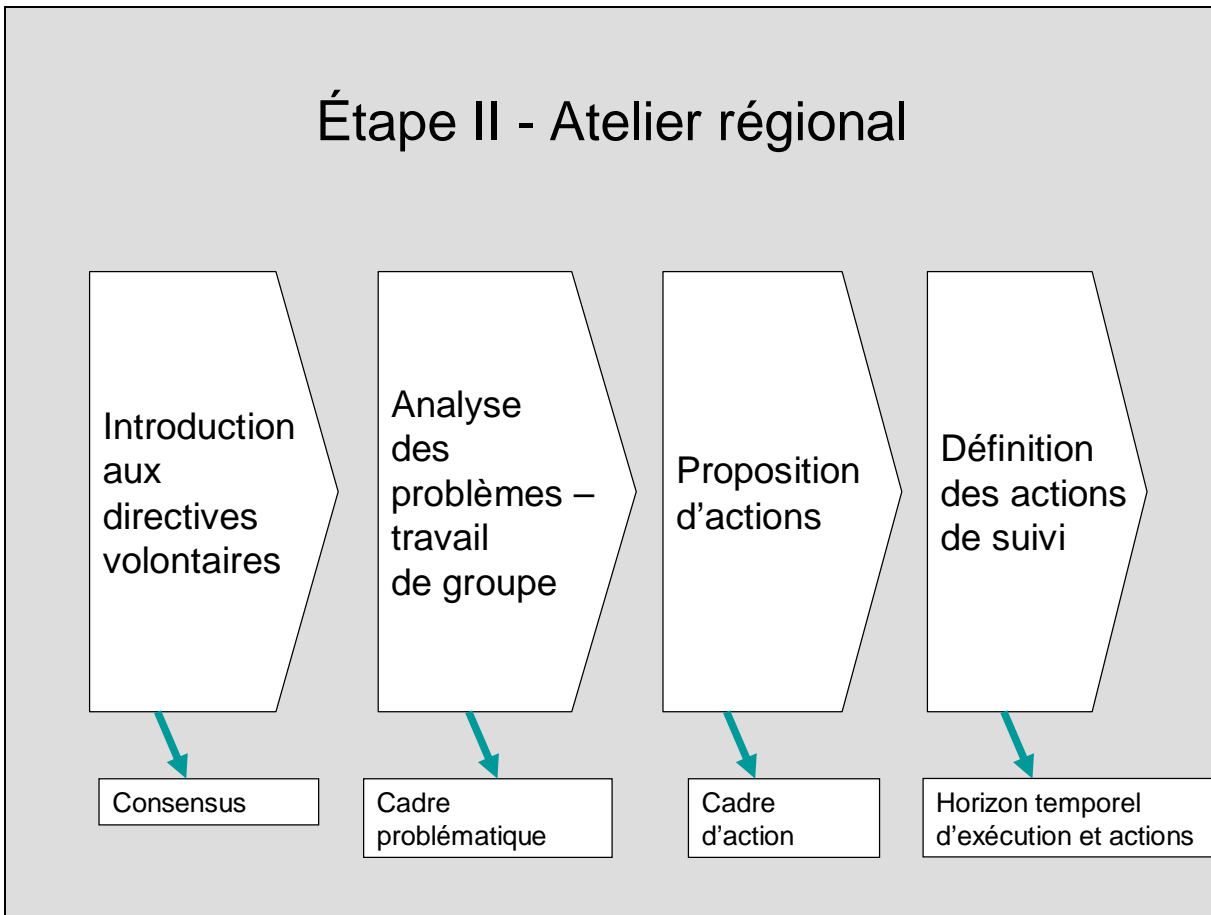 Étape II - Atelier régional
Introduction
aux
directives
volontaires
Analyse
des
problèmes –
travail
de groupe
Proposition
d’actions
Définition
des actions
de suivi
Consensus
Cadre
problématique
Cadre
d’action
Horizon temporel
d’exécution et actions